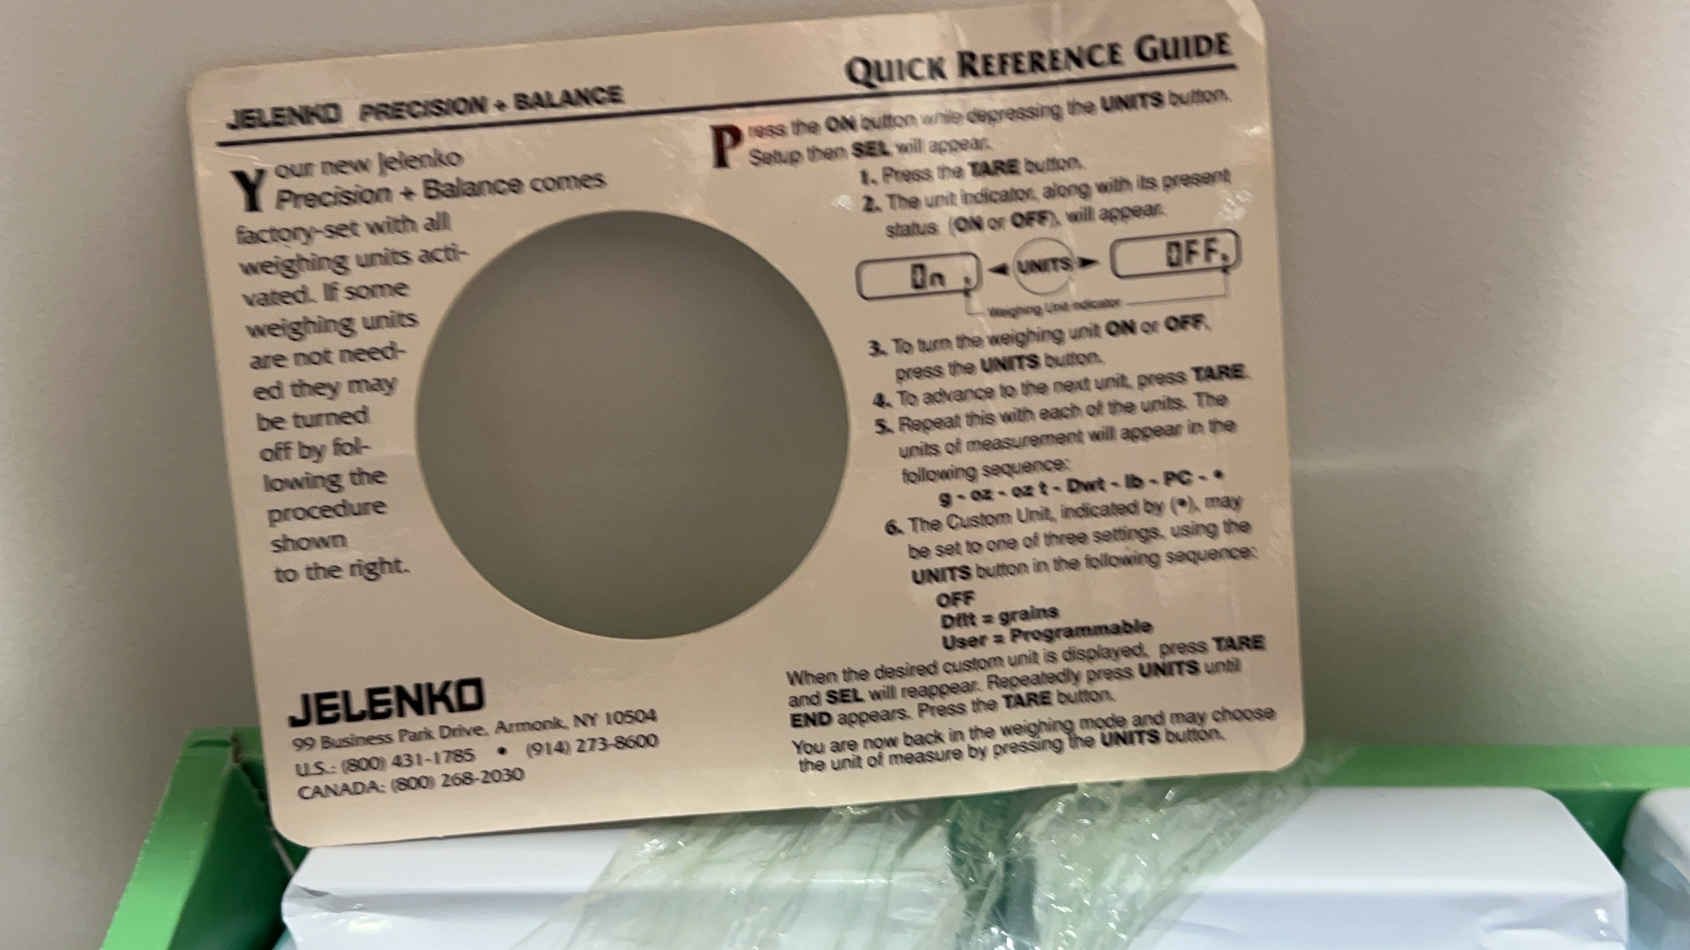 JELENKO PRECISION + BALANCE
QUICK REFERENCE GUIDE
Your new Jelenko
Precision + Balance comes
factory-set with all
weighing units acti-
vated. If some
weighing units
are not need-
ed they may
be turned
off by fol-
lowing the
procedure
shown
to the right.
JELENKO
99 Business Park Drive, Armonk, NY 10504
U.S.: (800) 431-1785 • (914) 273-8600
CANADA: (800) 268-2030
Press the ON button while depressing the UNITS button.
Setup then SEL will appear.
1. Press the TARE button.
2. The unit indicator, along with its present
status (ON or OFF), will appear.
On ◄ UNITS ► OFF
Weighing Unit Indicator
3. To turn the weighing unit ON or OFF,
press the UNITS button.
4. To advance to the next unit, press TARE.
5. Repeat this with each of the units. The
units of measurement will appear in the
following sequence:
g - oz - oz t - Dwt - lb - PC - •
6. The Custom Unit, indicated by (•), may
be set to one of three settings, using the
UNITS button in the following sequence:
OFF
Dflt = grains
User = Programmable
When the desired custom unit is displayed, press TARE
and SEL will reappear. Repeatedly press UNITS until
END appears. Press the TARE button.
You are now back in the weighing mode and may choose
the unit of measure by pressing the UNITS button.